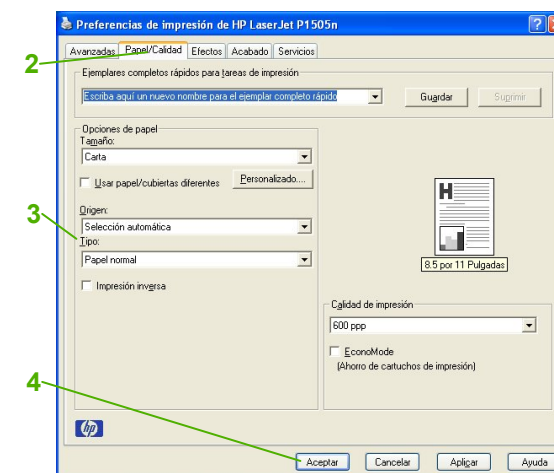 Preferencias de impresión de HP LaserJet P1505n
Avanzadas Papel/Calidad Efectos Acabado Servicios
2
Ejemplares completos rápidos para tareas de impresión
Escriba aquí un nuevo nombre para el ejemplar completo rápido
Guardar Suprimir
Opciones de papel
Tamaño:
Carta
Usar papel/cubiertas diferentes Personalizado....
3
Origen:
Selección automática
Tipo:
Papel normal
Impresión inversa
H
8.5 por 11 Pulgadas
Calidad de impresión
600 ppp
EconoMode
(Ahorro de cartuchos de impresión)
4
hp
Aceptar Cancelar Aplicar Ayuda